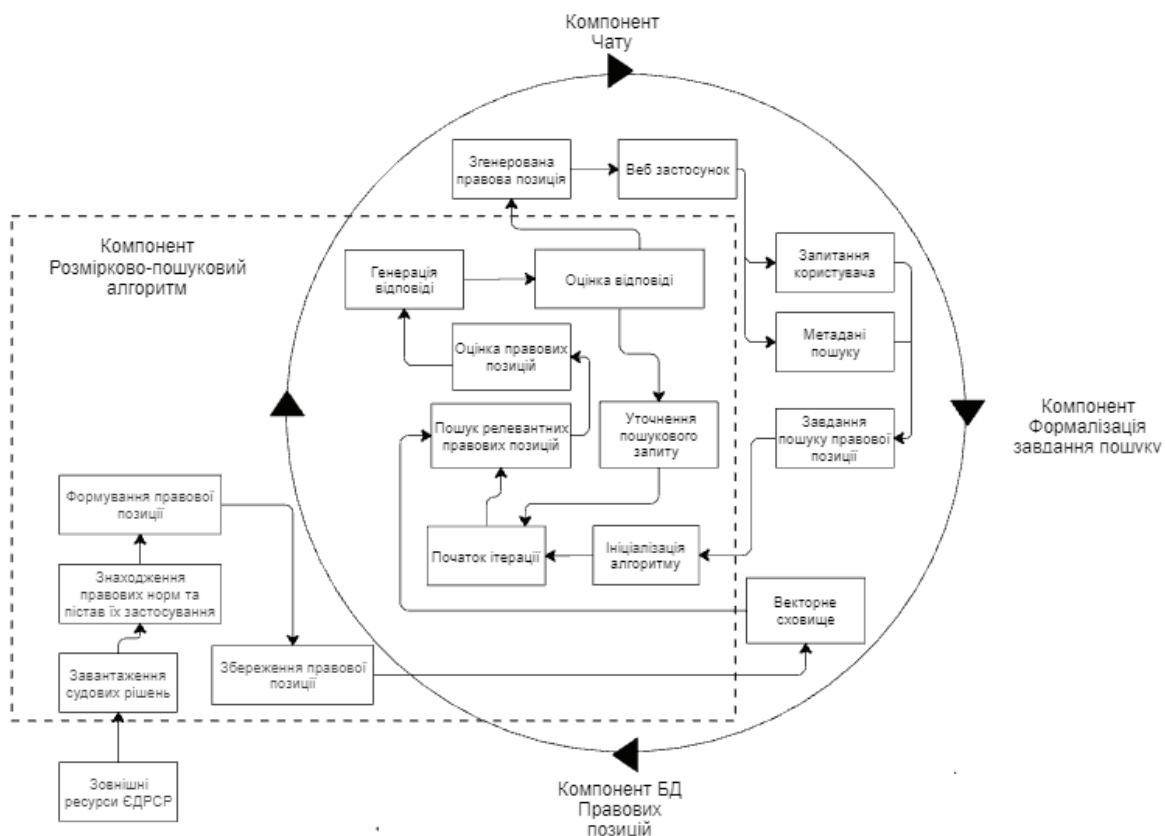 Компонент
Чату
Згенерована
правова позиція
Веб застосунок
Компонент
Розмірково-пошуковий
алгоритм
Генерація
відповіді
Оцінка відповіді
Запитання
користувача
Оцінка правових
позицій
Метадані
пошуку
Пошук релевантних
правових позицій
Уточнення
пошукового
запиту
Завдання
пошуку правової
позиції
Компонент
Формалізація
завдання пошуку
Формування правової
позиції
Початок ітерації
Ініціалізація
алгоритму
Знаходження
правових норм та
пістав їх застосування
Векторне
сховище
Завантаження
судових рішень
Збереження правової
позиції
Зовнішні
ресурси ЄДРСР
Компонент БД
Правових
позицій